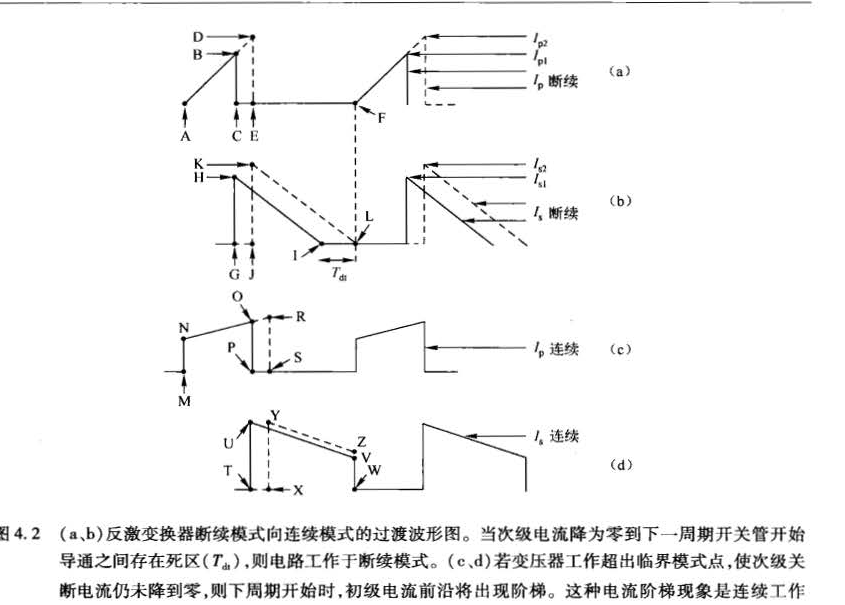 D
B
A
C E
F
I_p2
I_p1
I_p 断续
(a)
K
H
G J
I
L
T_dt
I_s2
I_s1
I_s 断续
(b)
O
N
R
P
S
M
I_p 连续
(c)
Y
U
Z
V
T
W
X
I_s 连续
(d)
图4.2 (a、b)反激变换器断续模式向连续模式的过渡波形图。当次级电流降为零到下一周期开关管开始
导通之间存在死区(T_dt),则电路工作于断续模式。(c、d)若变压器工作超出临界模式点,使次级关
断电流仍未降到零,则下周期开始时,初级电流前沿将出现阶梯。这种电流阶梯现象是连续工作